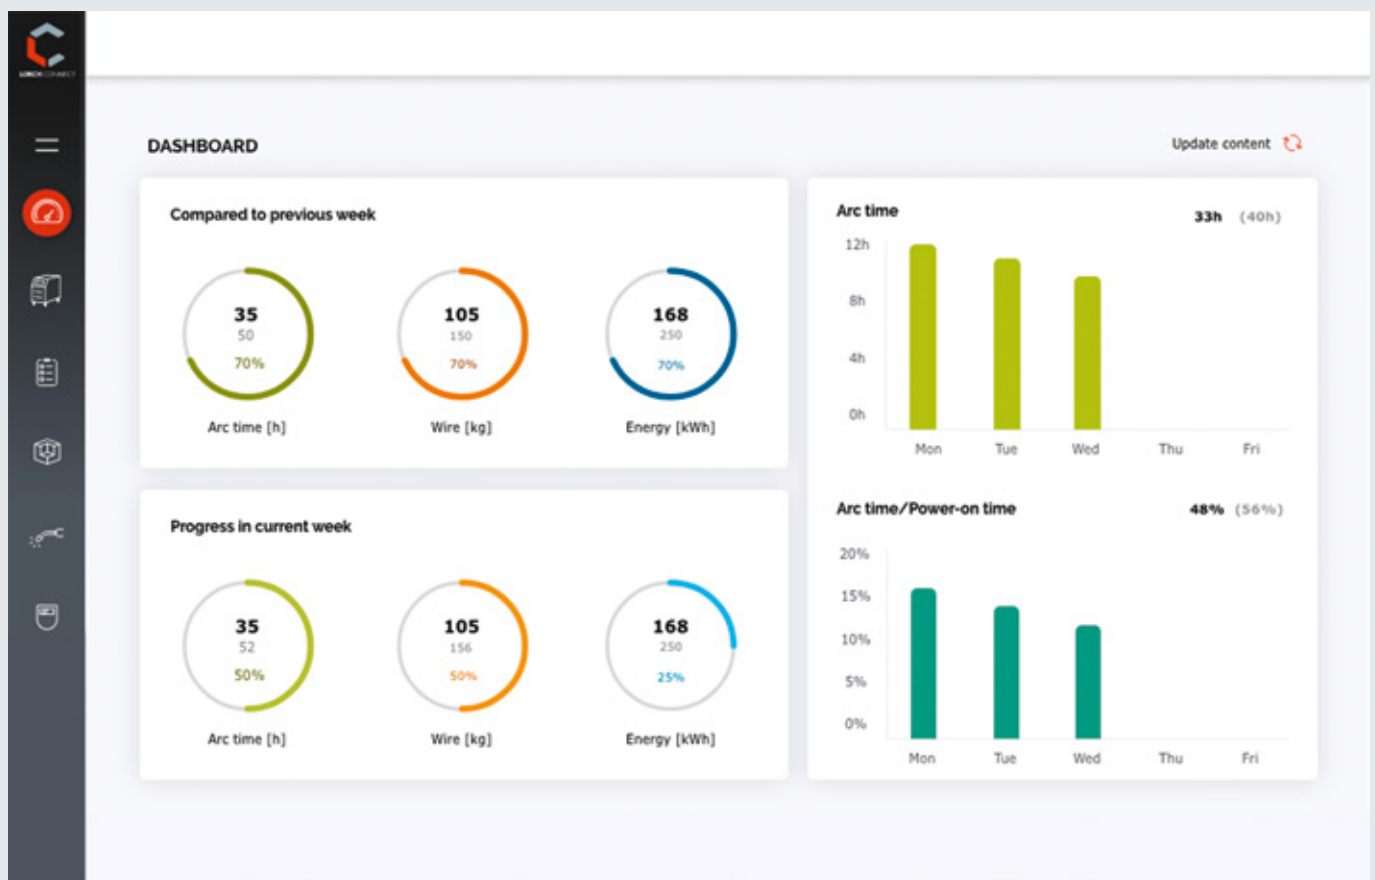 LORCH CONNECT
DASHBOARD
Update content
Compared to previous week
35
50
70%
Arc time [h]
105
150
70%
Wire [kg]
168
250
70%
Energy [kWh]
Progress in current week
35
52
50%
Arc time [h]
105
156
50%
Wire [kg]
168
250
25%
Energy [kWh]
Arc time
33h (40h)
12h
8h
4h
0h
Mon Tue Wed Thu Fri
Arc time/Power-on time
48% (56%)
20%
15%
10%
5%
0%
Mon Tue Wed Thu Fri